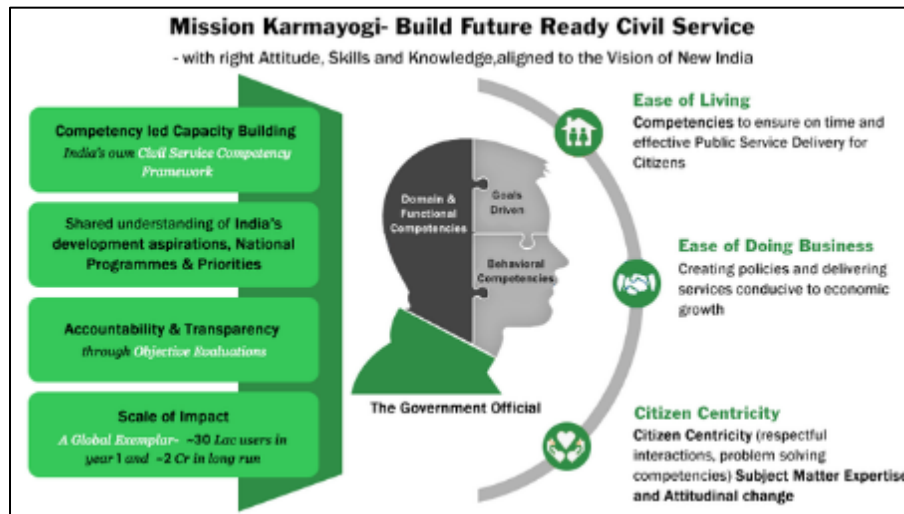 Mission Karmayogi- Build Future Ready Civil Service
- with right Attitude, Skills and Knowledge,aligned to the Vision of New India
Competency led Capacity Building
India's own Civil Service Competency
Framework
Shared understanding of India's
development aspirations, National
Programmes & Priorities
Accountability & Transparency
through Objective Evaluations
Scale of Impact
A Global Exemplar- ~30 Lac users in
year 1 and ~2 Cr in long run
Domain &
Functional
Competencies
Goals
Driven
Behavioral
Competencies
The Government Official
Ease of Living
Competencies to ensure on time and
effective Public Service Delivery for
Citizens
Ease of Doing Business
Creating policies and delivering
services conducive to economic
growth
Citizen Centricity
Citizen Centricity (respectful
interactions, problem solving
competencies) Subject Matter Expertise
and Attitudinal change